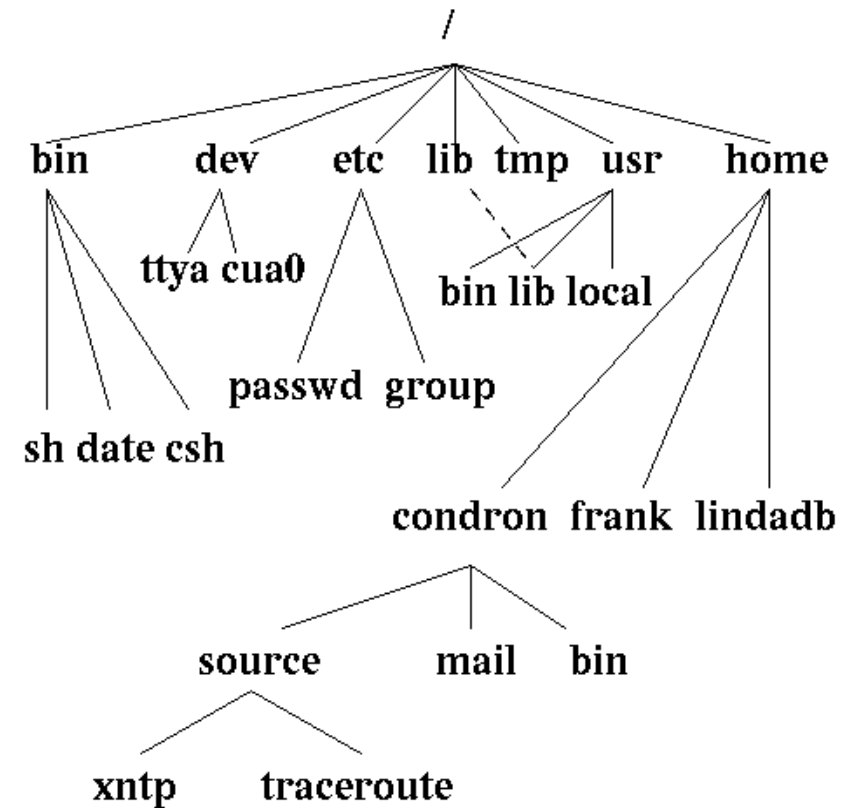 /
bin dev etc lib tmp usr home
ttya cua0
bin lib local
passwd group
sh date csh
condron frank lindadb
source mail bin
xntp traceroute